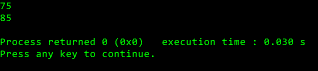 75
85
Process returned 0 (0x0)   execution time : 0.030 s
Press any key to continue.